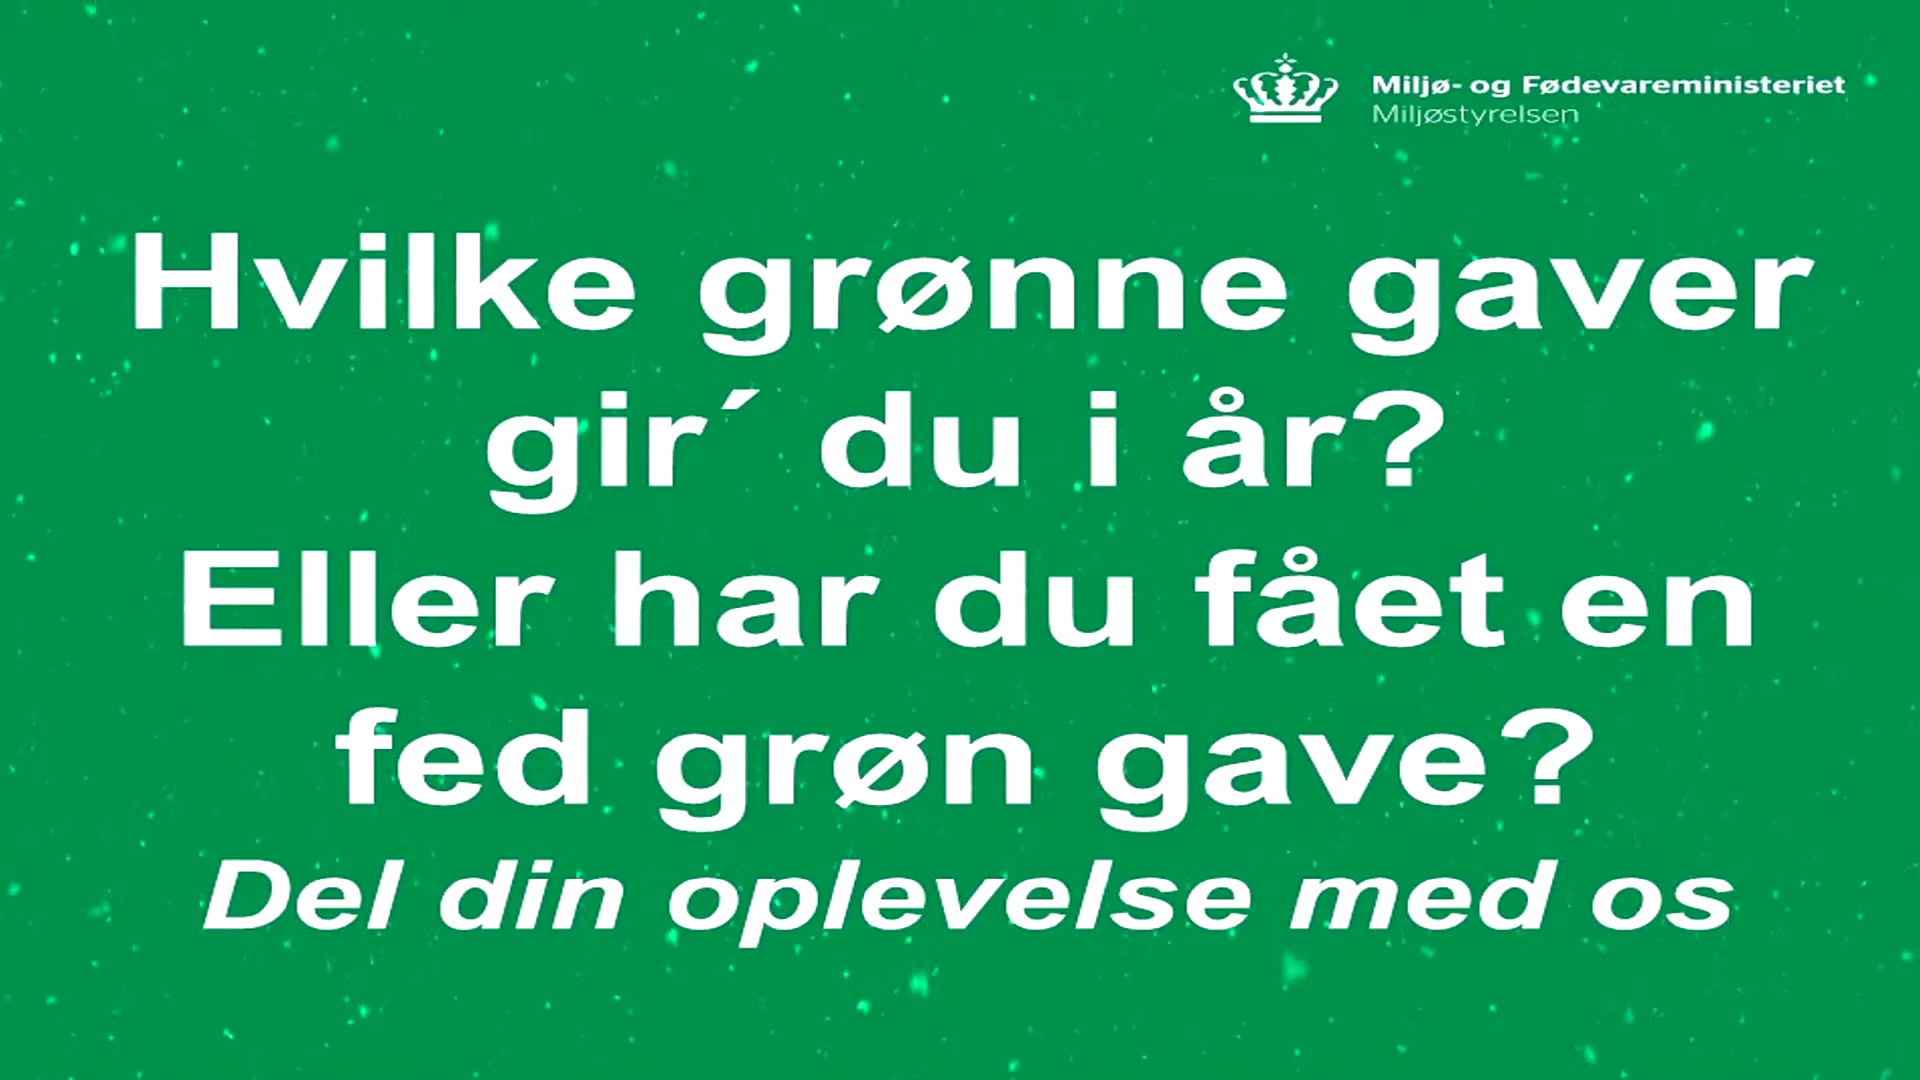 Miljø- og Fødevareministeriet
Miljøstyrelsen
Hvilke grønne gaver
gir´ du i år?
Eller har du fået en
fed grøn gave?
Del din oplevelse med os